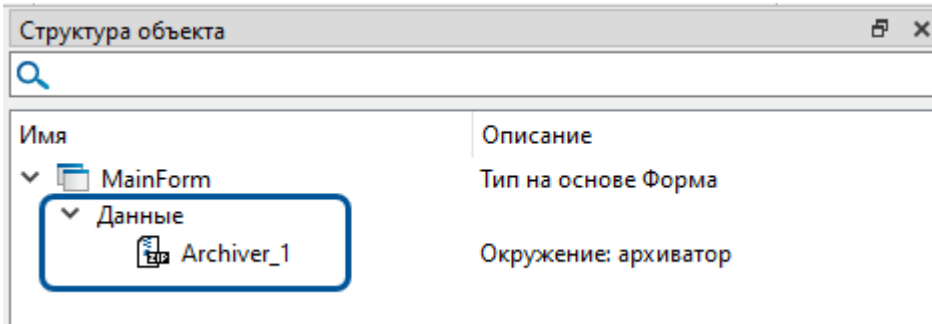 Структура объекта
Имя Описание
MainForm Тип на основе Форма
Данные
Archiver_1 Окружение: архиватор